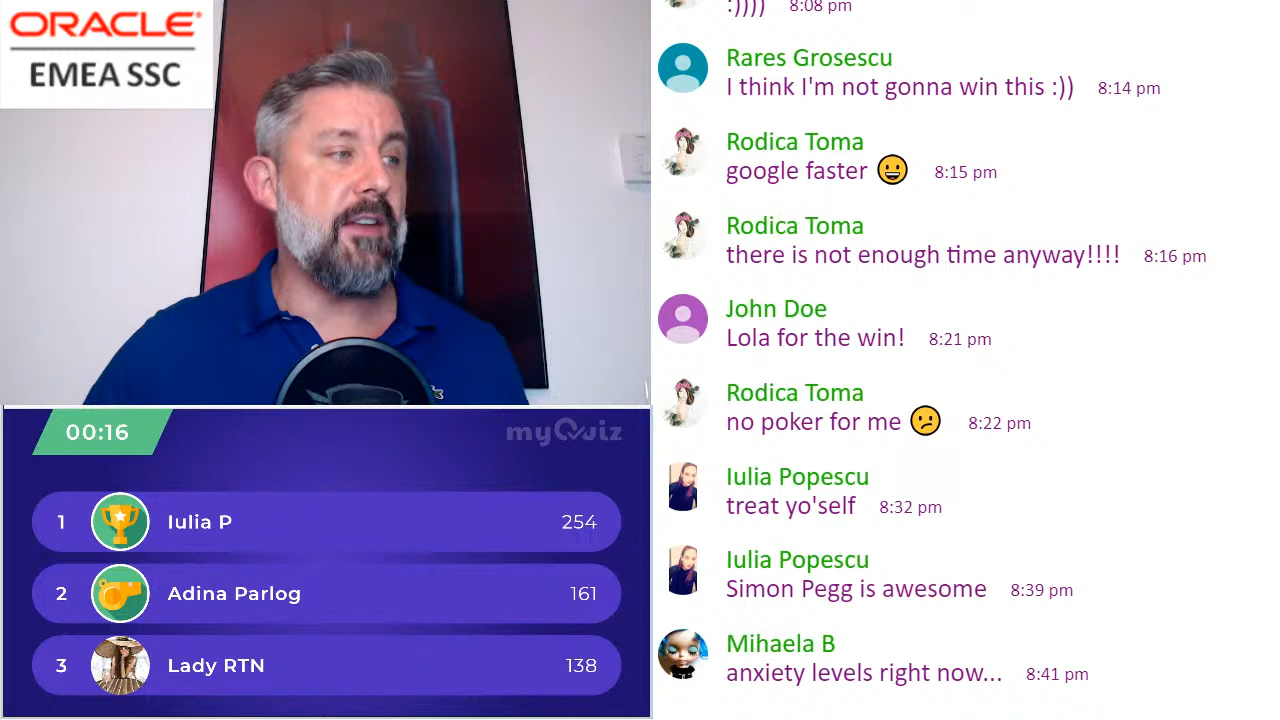 ORACLE®
EMEA SSC
00:16
myQuiz
1 Iulia P 254
2 Adina Parlog 161
3 Lady RTN 138
:)))) 8:08 pm
Rares Grosescu
I think I'm not gonna win this :)) 8:14 pm
Rodica Toma
google faster 😀 8:15 pm
Rodica Toma
there is not enough time anyway!!!! 8:16 pm
John Doe
Lola for the win! 8:21 pm
Rodica Toma
no poker for me 😕 8:22 pm
Iulia Popescu
treat yo'self 8:32 pm
Iulia Popescu
Simon Pegg is awesome 8:39 pm
Mihaela B
anxiety levels right now... 8:41 pm